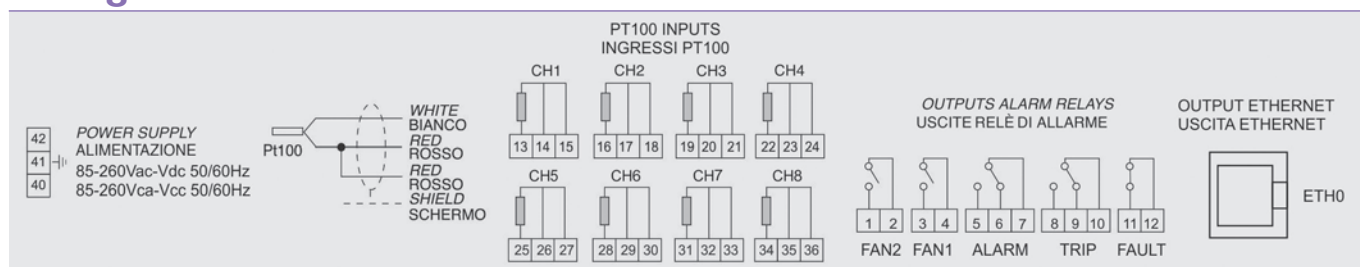 42
41
40
POWER SUPPLY
ALIMENTAZIONE
85-260Vac-Vdc 50/60Hz
85-260Vca-Vcc 50/60Hz
Pt100
WHITE
BIANCO
RED
ROSSO
RED
ROSSO
SHIELD
SCHERMO
PT100 INPUTS
INGRESSI PT100
CH1 CH2 CH3 CH4
13 14 15 16 17 18 19 20 21 22 23 24
CH5 CH6 CH7 CH8
25 26 27 28 29 30 31 32 33 34 35 36
OUTPUTS ALARM RELAYS
USCITE RELÈ DI ALLARME
1 2 3 4 5 6 7 8 9 10 11 12
FAN2 FAN1 ALARM TRIP FAULT
OUTPUT ETHERNET
USCITA ETHERNET
ETH0